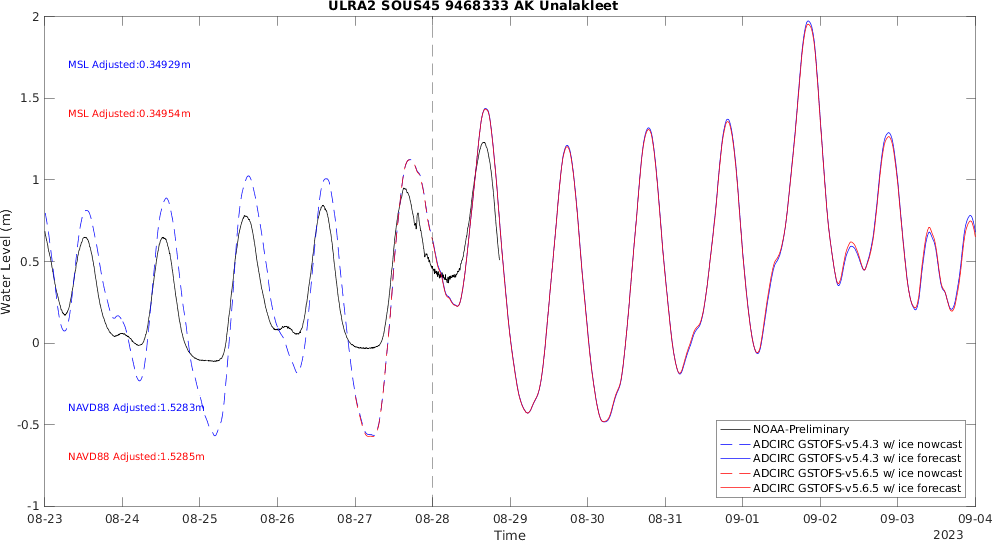 ULRA2 SOUS45 9468333 AK Unalakleet
2
1.5
1
0.5
0
-0.5
-1
Water Level (m)
MSL Adjusted:0.34929m
MSL Adjusted:0.34954m
NAVD88 Adjusted:1.5283m
NAVD88 Adjusted:1.5285m
NOAA-Preliminary
ADCIRC GSTOFS-v5.4.3 w/ ice nowcast
ADCIRC GSTOFS-v5.4.3 w/ ice forecast
ADCIRC GSTOFS-v5.6.5 w/ ice nowcast
ADCIRC GSTOFS-v5.6.5 w/ ice forecast
08-23 08-24 08-25 08-26 08-27 08-28 08-29 08-30 08-31 09-01 09-02 09-03 09-04
Time
2023